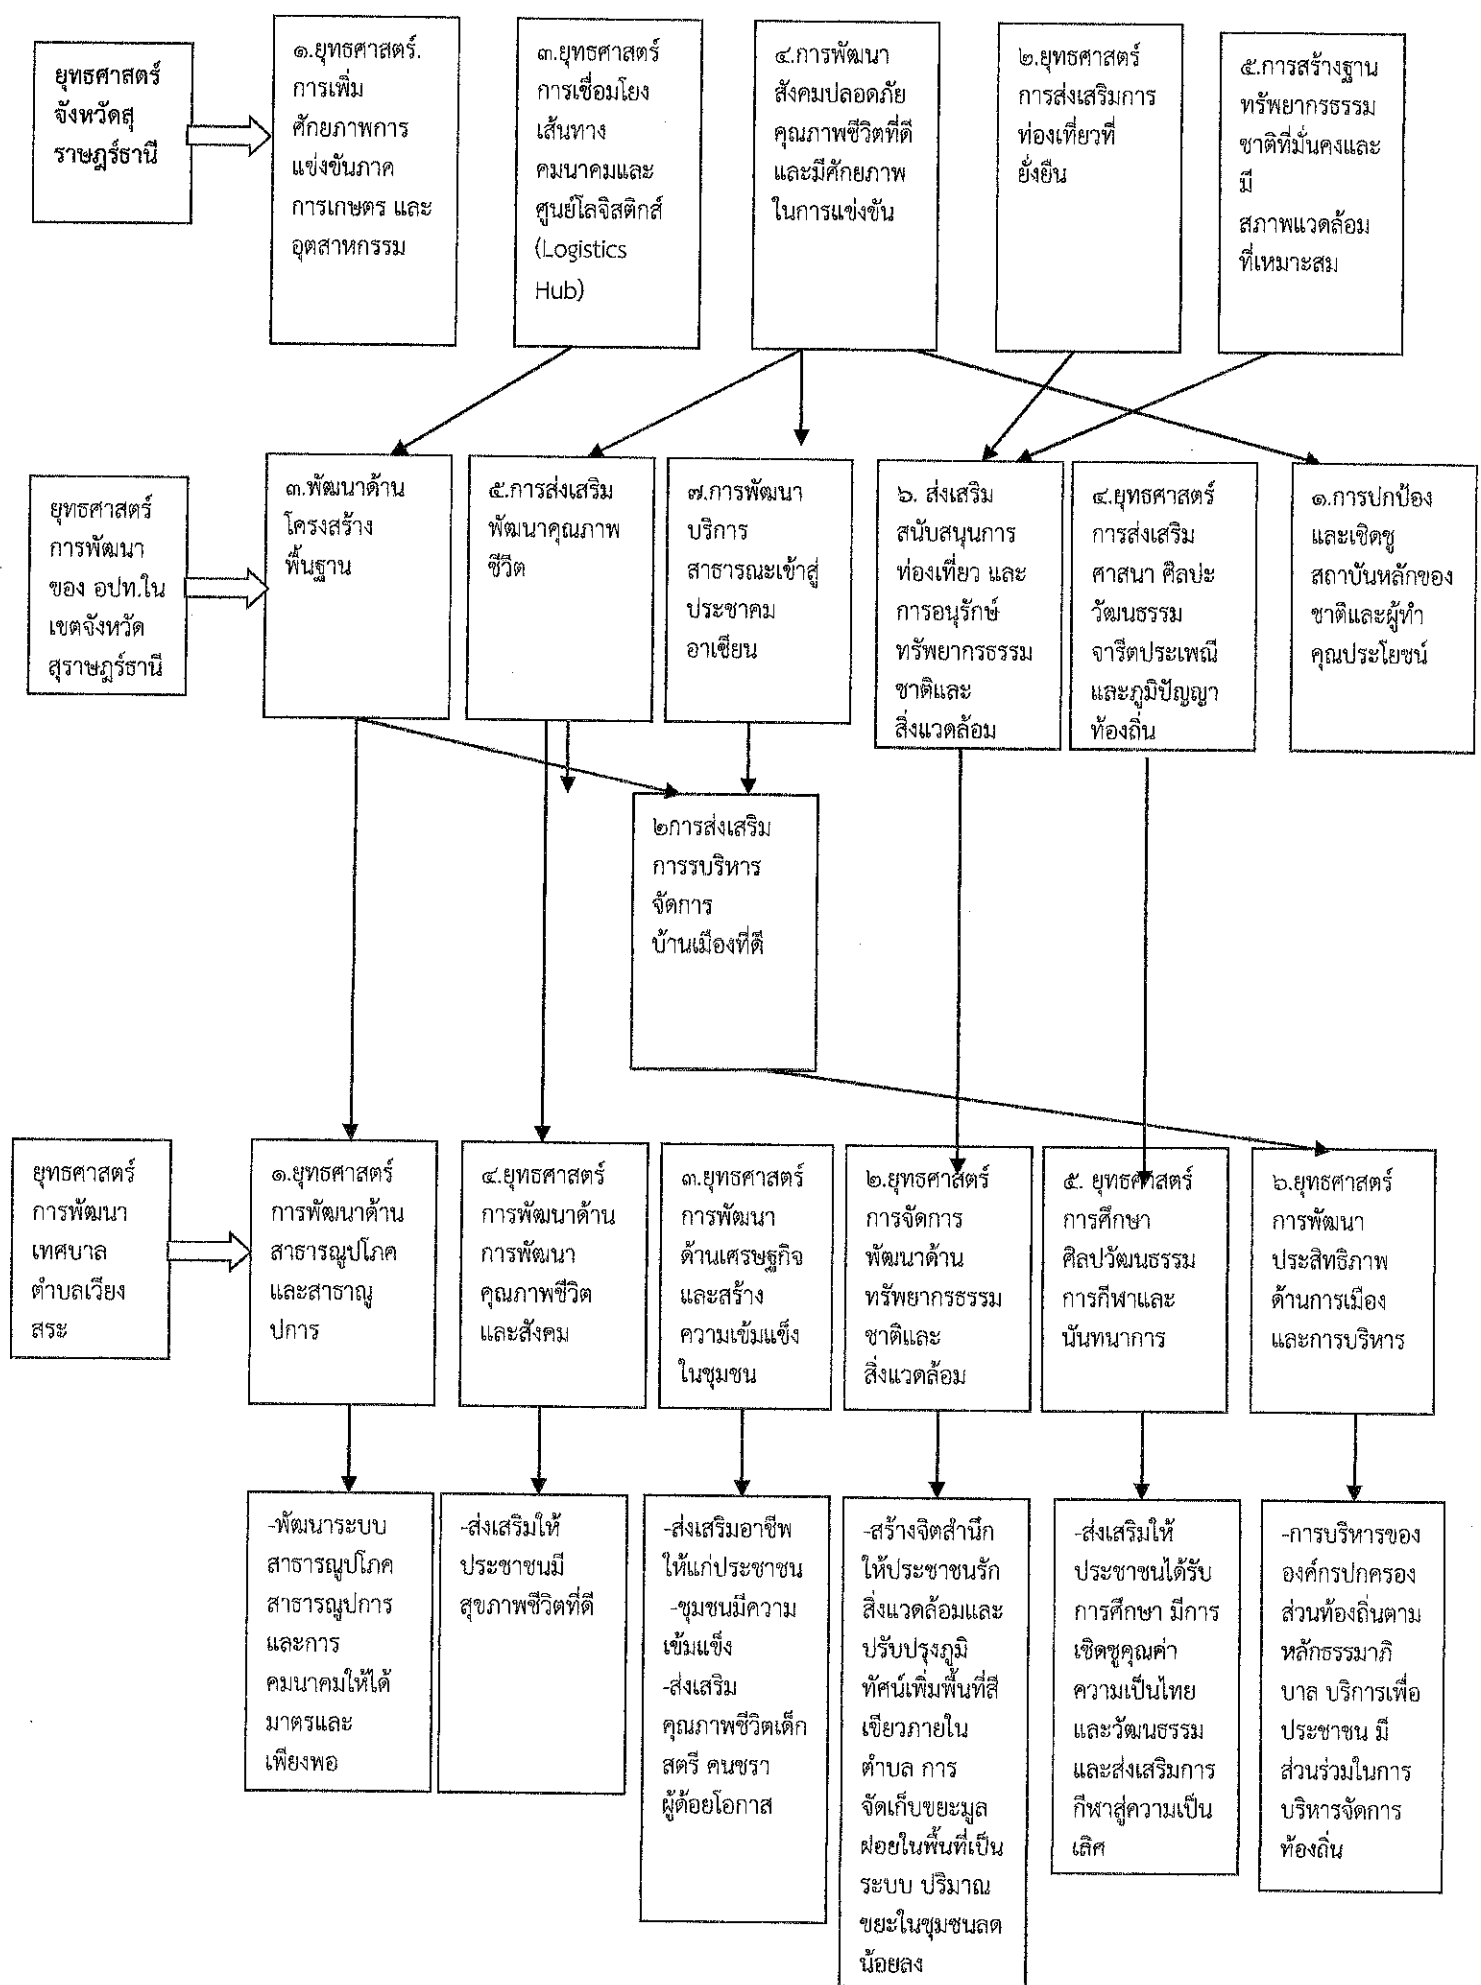 ยุทธศาสตร์
จังหวัดสุ
ราษฎร์ธานี
๑.ยุทธศาสตร์.
การเพิ่ม
ศักยภาพการ
แข่งขันภาค
การเกษตร และ
อุตสาหกรรม
๓.ยุทธศาสตร์
การเชื่อมโยง
เส้นทาง
คมนาคมและ
ศูนย์โลจิสติกส์
(Logistics
Hub)
๔.การพัฒนา
สังคมปลอดภัย
คุณภาพชีวิตที่ดี
และมีศักยภาพ
ในการแข่งขัน
๒.ยุทธศาสตร์
การส่งเสริมการ
ท่องเที่ยวที่
ยั่งยืน
๕.การสร้างฐาน
ทรัพยากรธรรม
ชาติที่มั่นคงและ
มี
สภาพแวดล้อม
ที่เหมาะสม
ยุทธศาสตร์
การพัฒนา
ของ อปท.ใน
เขตจังหวัด
สุราษฎร์ธานี
๓.พัฒนาด้าน
โครงสร้าง
พื้นฐาน
๕.การส่งเสริม
พัฒนาคุณภาพ
ชีวิต
๗.การพัฒนา
บริการ
สาธารณะเข้าสู่
ประชาคม
อาเซียน
๖. ส่งเสริม
สนับสนุนการ
ท่องเที่ยว และ
การอนุรักษ์
ทรัพยากรธรรม
ชาติและ
สิ่งแวดล้อม
๔.ยุทธศาสตร์
การส่งเสริม
ศาสนา ศิลปะ
วัฒนธรรม
จารีตประเพณี
และภูมิปัญญา
ท้องถิ่น
๑.การปกป้อง
และเชิดชู
สถาบันหลักของ
ชาติและผู้ทำ
คุณประโยชน์
๒การส่งเสริม
การรบริหาร
จัดการ
บ้านเมืองที่ดี
ยุทธศาสตร์
การพัฒนา
เทศบาล
ตำบลเวียง
สระ
๑.ยุทธศาสตร์
การพัฒนาด้าน
สาธารณูปโภค
และสาธาณู
ปการ
๔.ยุทธศาสตร์
การพัฒนาด้าน
การพัฒนา
คุณภาพชีวิต
และสังคม
๓.ยุทธศาสตร์
การพัฒนา
ด้านเศรษฐกิจ
และสร้าง
ความเข้มแข็ง
ในชุมชน
๒.ยุทธศาสตร์
การจัดการ
พัฒนาด้าน
ทรัพยากรธรรม
ชาติและ
สิ่งแวดล้อม
๕. ยุทธศาสตร์
การศึกษา
ศิลปวัฒนธรรม
การกีฬาและ
นันทนาการ
๖.ยุทธศาสตร์
การพัฒนา
ประสิทธิภาพ
ด้านการเมือง
และการบริหาร
-พัฒนาระบบ
สาธารณูปโภค
สาธารณูปการ
และการ
คมนาคมให้ได้
มาตรและ
เพียงพอ
-ส่งเสริมให้
ประชาชนมี
สุขภาพชีวิตที่ดี
-ส่งเสริมอาชีพ
ให้แก่ประชาชน
-ชุมชนมีความ
เข้มแข็ง
-ส่งเสริม
คุณภาพชีวิตเด็ก
สตรี คนชรา
ผู้ด้อยโอกาส
-สร้างจิตสำนึก
ให้ประชาชนรัก
สิ่งแวดล้อมและ
ปรับปรุงภูมิ
ทัศน์เพิ่มพื้นที่สี
เขียวภายใน
ตำบล การ
จัดเก็บขยะมูล
ฝอยในพื้นที่เป็น
ระบบ ปริมาณ
ขยะในชุมชนลด
น้อยลง
-ส่งเสริมให้
ประชาชนได้รับ
การศึกษา มีการ
เชิดชูคุณค่า
ความเป็นไทย
และวัฒนธรรม
และส่งเสริมการ
กีฬาสู่ความเป็น
เลิศ
-การบริหารของ
องค์กรปกครอง
ส่วนท้องถิ่นตาม
หลักธรรมาภิ
บาล บริการเพื่อ
ประชาชน มี
ส่วนร่วมในการ
บริหารจัดการ
ท้องถิ่น